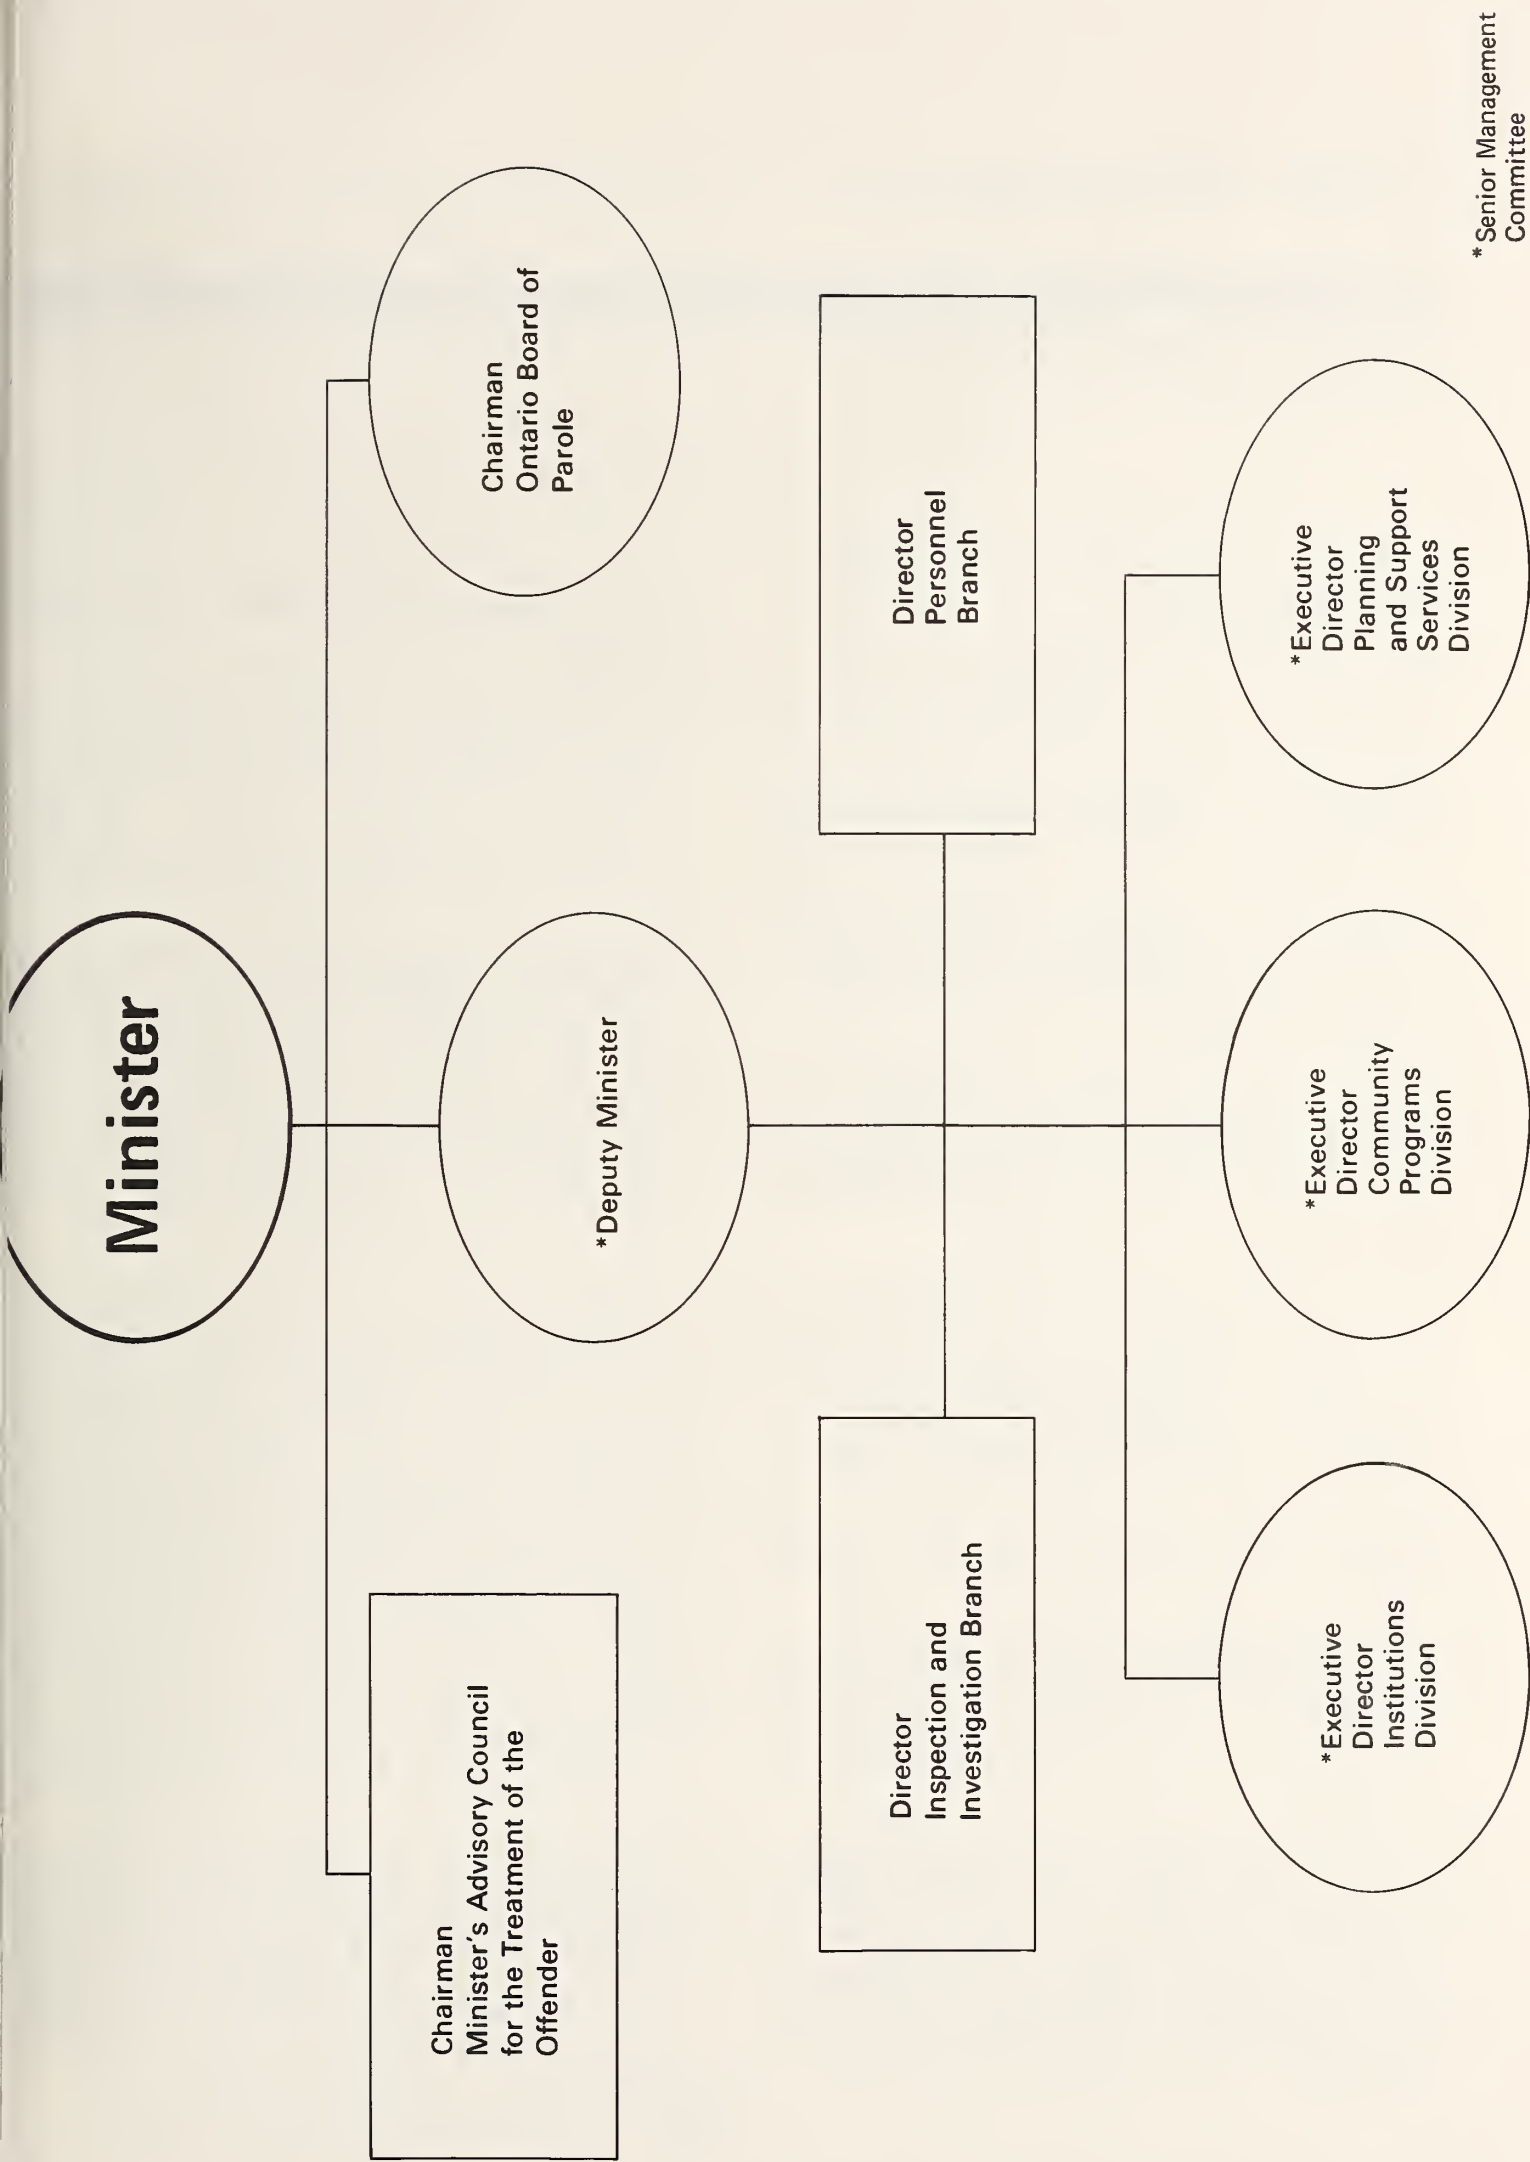 Minister
Chairman
Minister's Advisory Council
for the Treatment of the
Offender
*Deputy Minister
Chairman
Ontario Board of
Parole
Director
Inspection and
Investigation Branch
Director
Personnel
Branch
*Executive
Director
Institutions
Division
*Executive
Director
Community
Programs
Division
*Executive
Director
Planning
and Support
Services
Division
*Senior Management
Committee